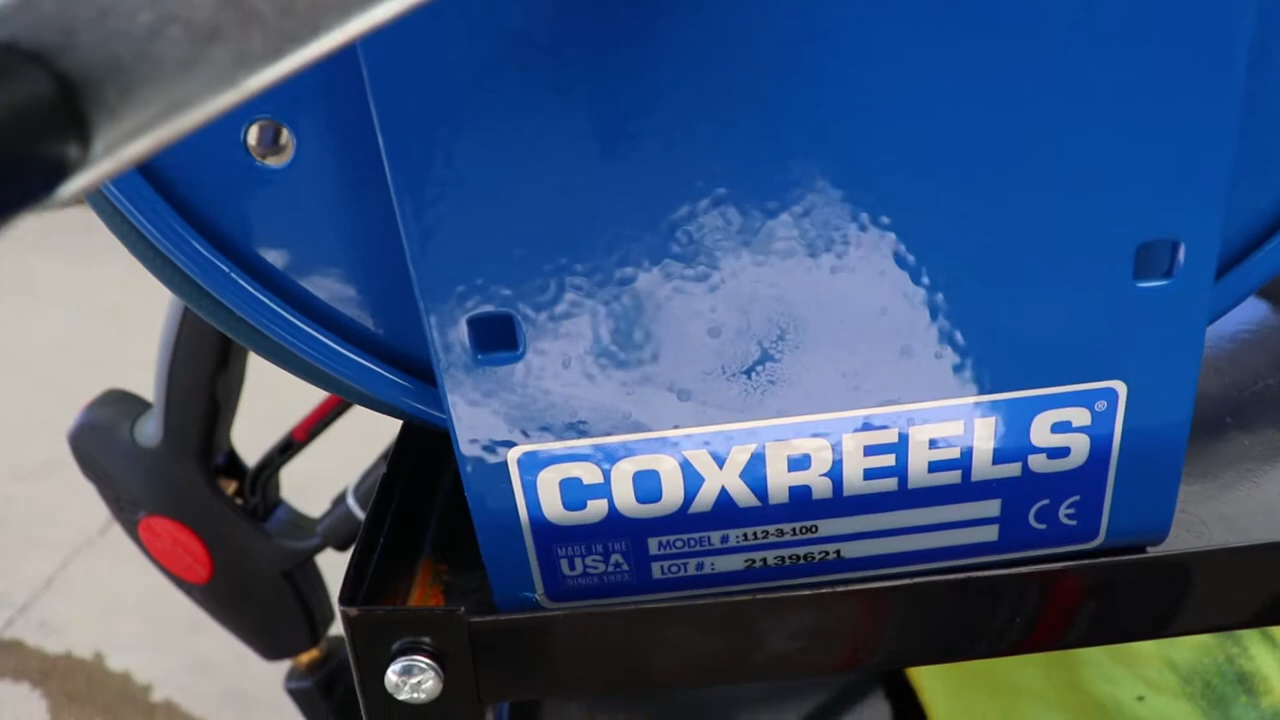 COXREELS®
MODEL # : 112-3-100
LOT # : 2139621
MADE IN THE
USA
SINCE 1923
CE